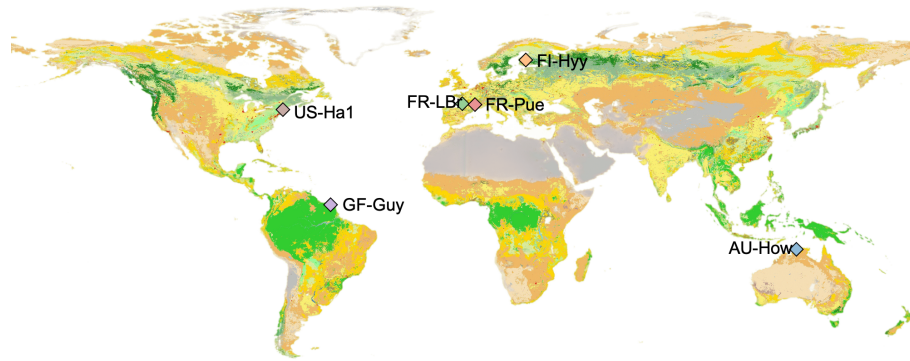 FI-Hyy
FR-LBr
FR-Pue
US-Ha1
GF-Guy
AU-How